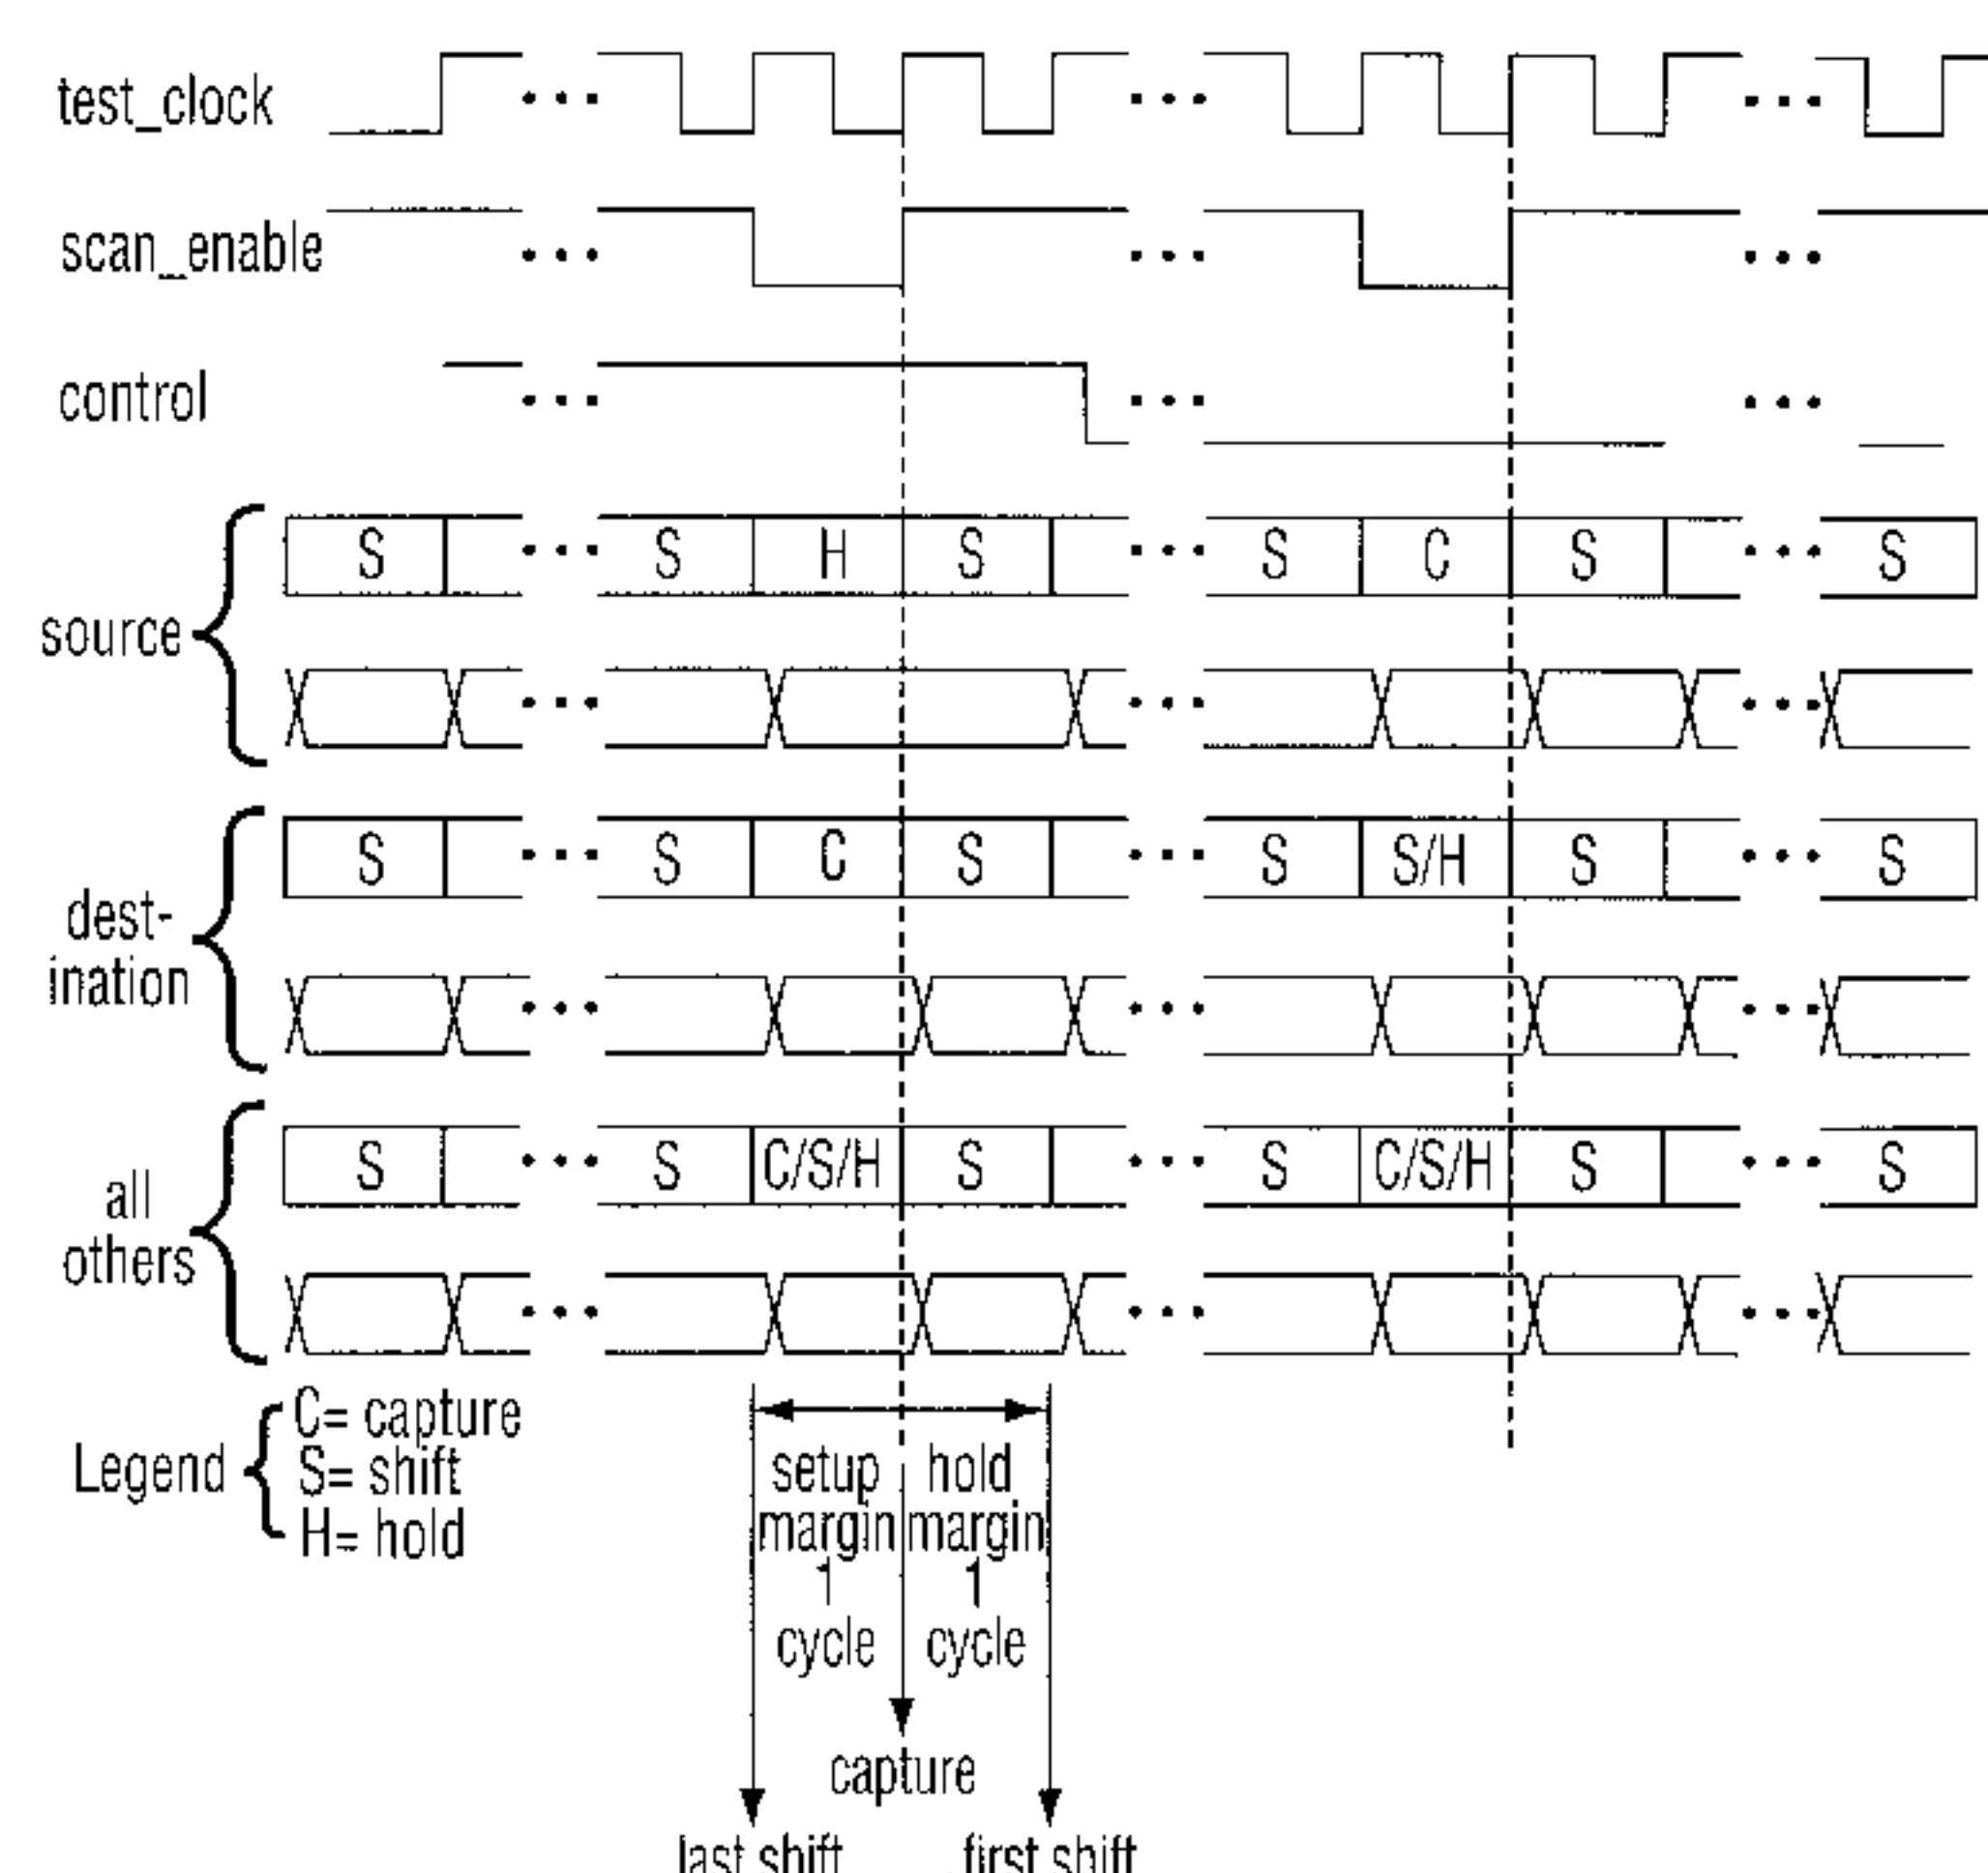 test_clock
scan_enable
control
source
S S H S S C S S
dest-
ination
S S C S S S/H S S
all
others
S S C/S/H S S C/S/H S S
Legend
C= capture
S= shift
H= hold
setup
margin
1
cycle
hold
margin
1
cycle
capture
last shift
first shift